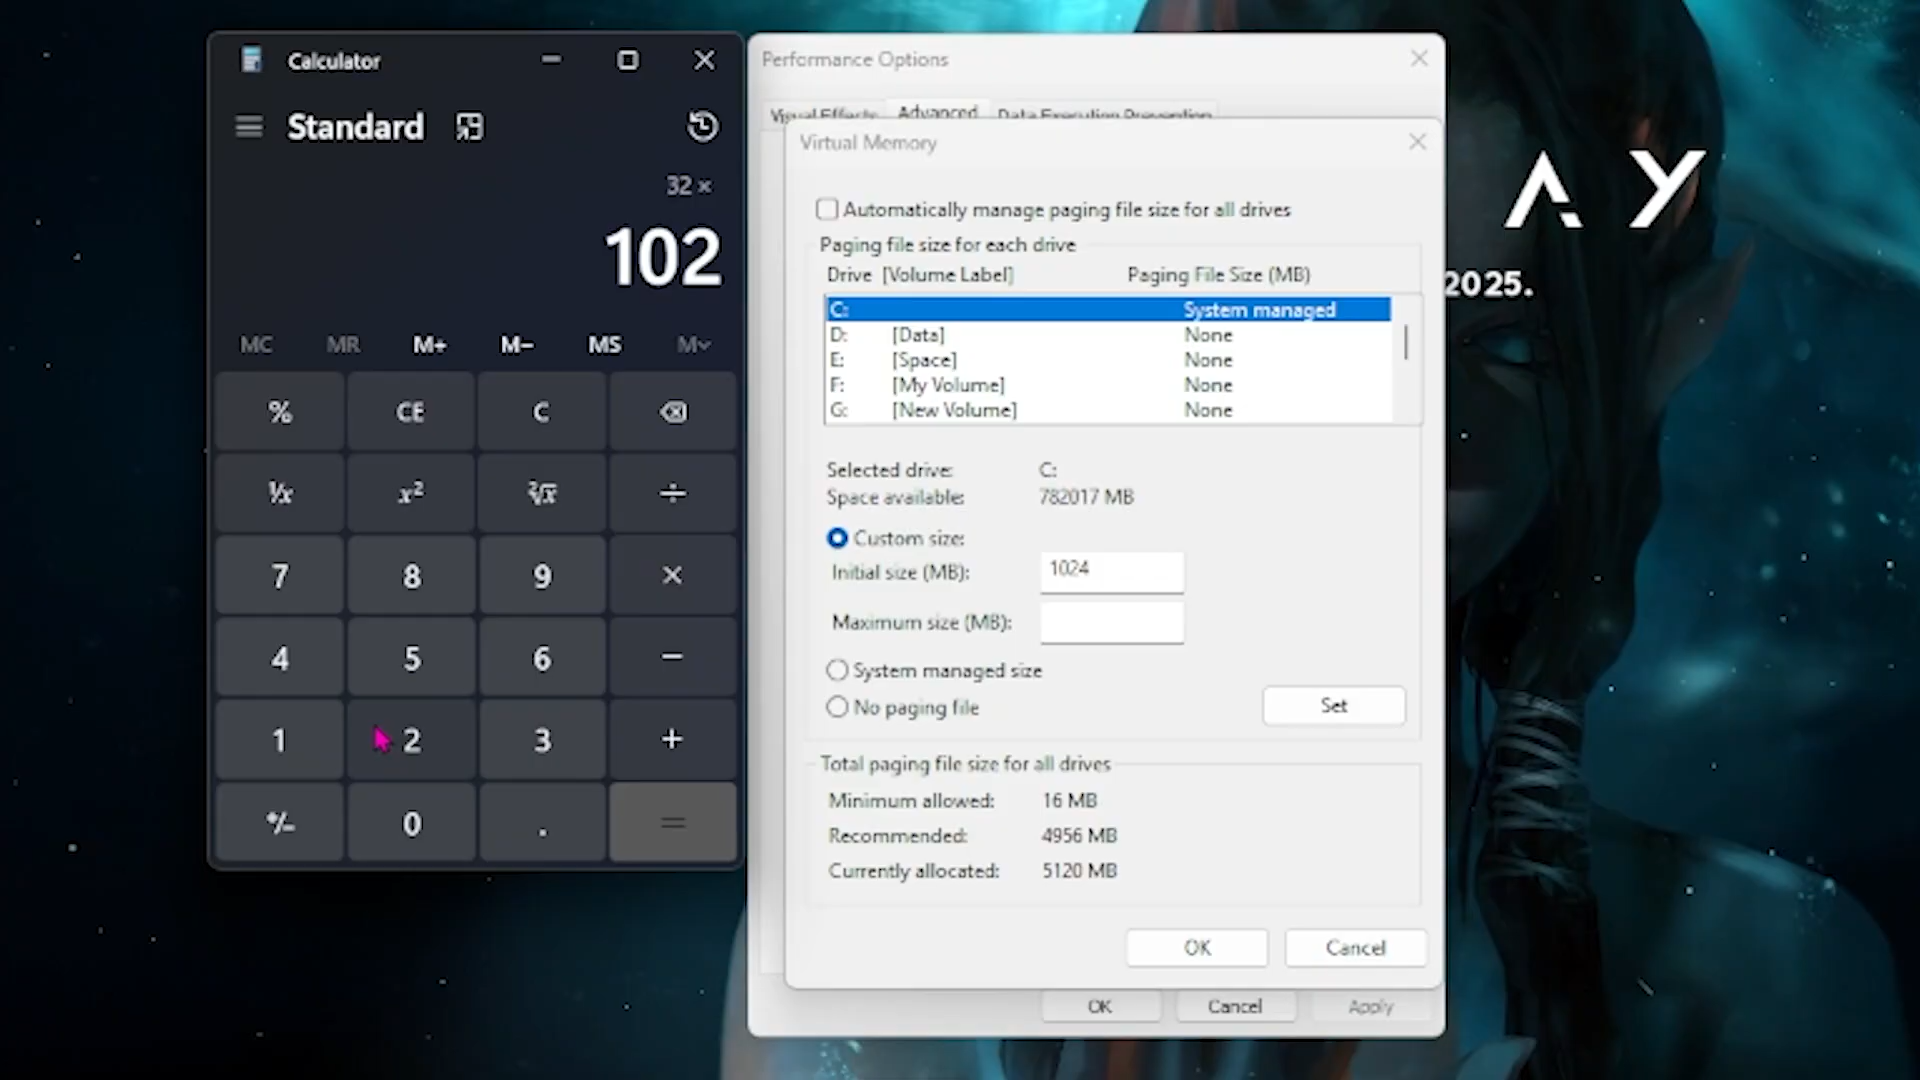 Calculator
Standard
32 ×
102
MC MR M+ M− MS M˅
% CE C
⅟x x² ²√x ÷
7 8 9 ×
4 5 6 −
1 2 3 +
+/− 0 . =
Performance Options
Visual Effects Advanced Data Execution Prevention
Virtual Memory
Automatically manage paging file size for all drives
Paging file size for each drive
Drive [Volume Label] Paging File Size (MB)
C: System managed
D: [Data] None
E: [Space] None
F: [My Volume] None
G: [New Volume] None
Selected drive: C:
Space available: 782017 MB
Custom size:
Initial size (MB): 1024
Maximum size (MB):
System managed size
No paging file
Set
Total paging file size for all drives
Minimum allowed: 16 MB
Recommended: 4956 MB
Currently allocated: 5120 MB
OK Cancel
OK Cancel Apply
A Y
2025.